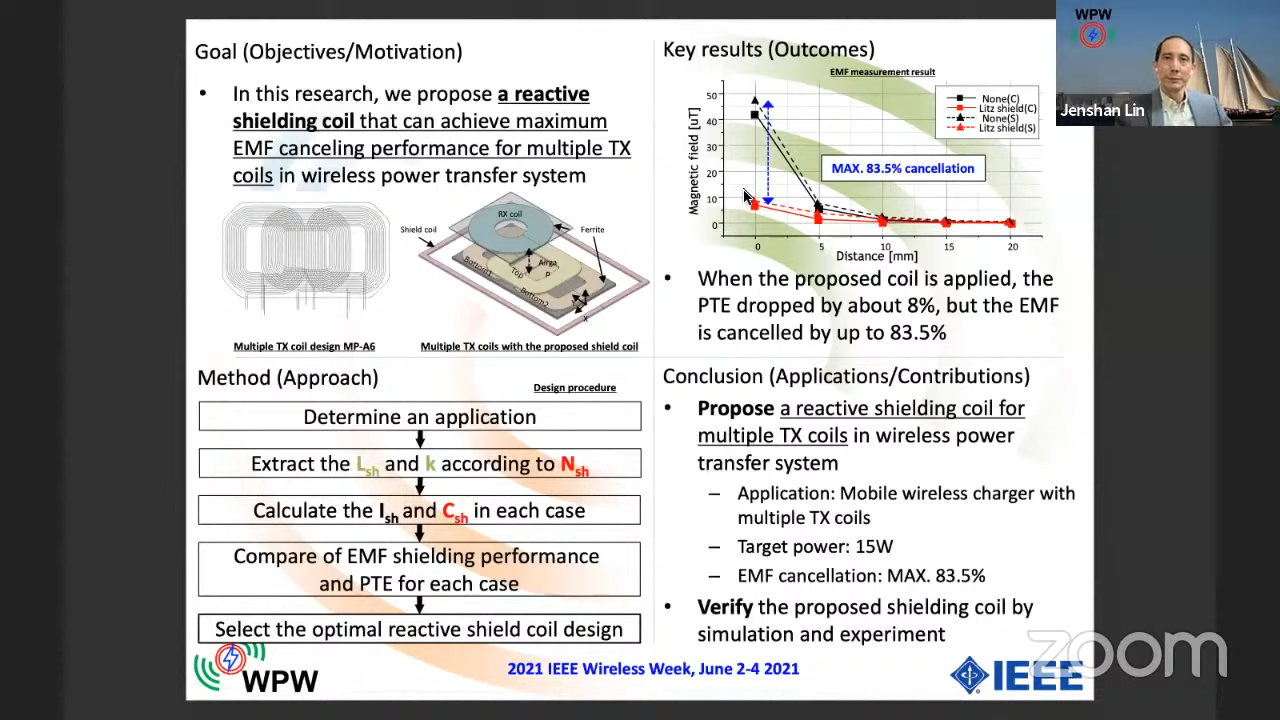 Goal (Objectives/Motivation)
• In this research, we propose a reactive
shielding coil that can achieve maximum
EMF canceling performance for multiple TX
coils in wireless power transfer system
Shield coil
RX coil
Ferrite
Airga
p
Bottom1
Top
Bottom2
x
Multiple TX coil design MP-A6
Multiple TX coils with the proposed shield coil
Method (Approach)
Design procedure
Determine an application
Extract the Lsh and k according to Nsh
Calculate the Ish and Csh in each case
Compare of EMF shielding performance
and PTE for each case
Select the optimal reactive shield coil design
Key results (Outcomes)
EMF measurement result
Magnetic field [uT]
50
40
30
20
10
0
None(C)
Litz shield(C)
None(S)
Litz shield(S)
MAX. 83.5% cancellation
0 5 10 15 20
Distance [mm]
• When the proposed coil is applied, the
PTE dropped by about 8%, but the EMF
is cancelled by up to 83.5%
Conclusion (Applications/Contributions)
• Propose a reactive shielding coil for
multiple TX coils in wireless power
transfer system
– Application: Mobile wireless charger with
multiple TX coils
– Target power: 15W
– EMF cancellation: MAX. 83.5%
• Verify the proposed shielding coil by
simulation and experiment
WPW
2021 IEEE Wireless Week, June 2-4 2021
IEEE
zoom
WPW
Jenshan Lin